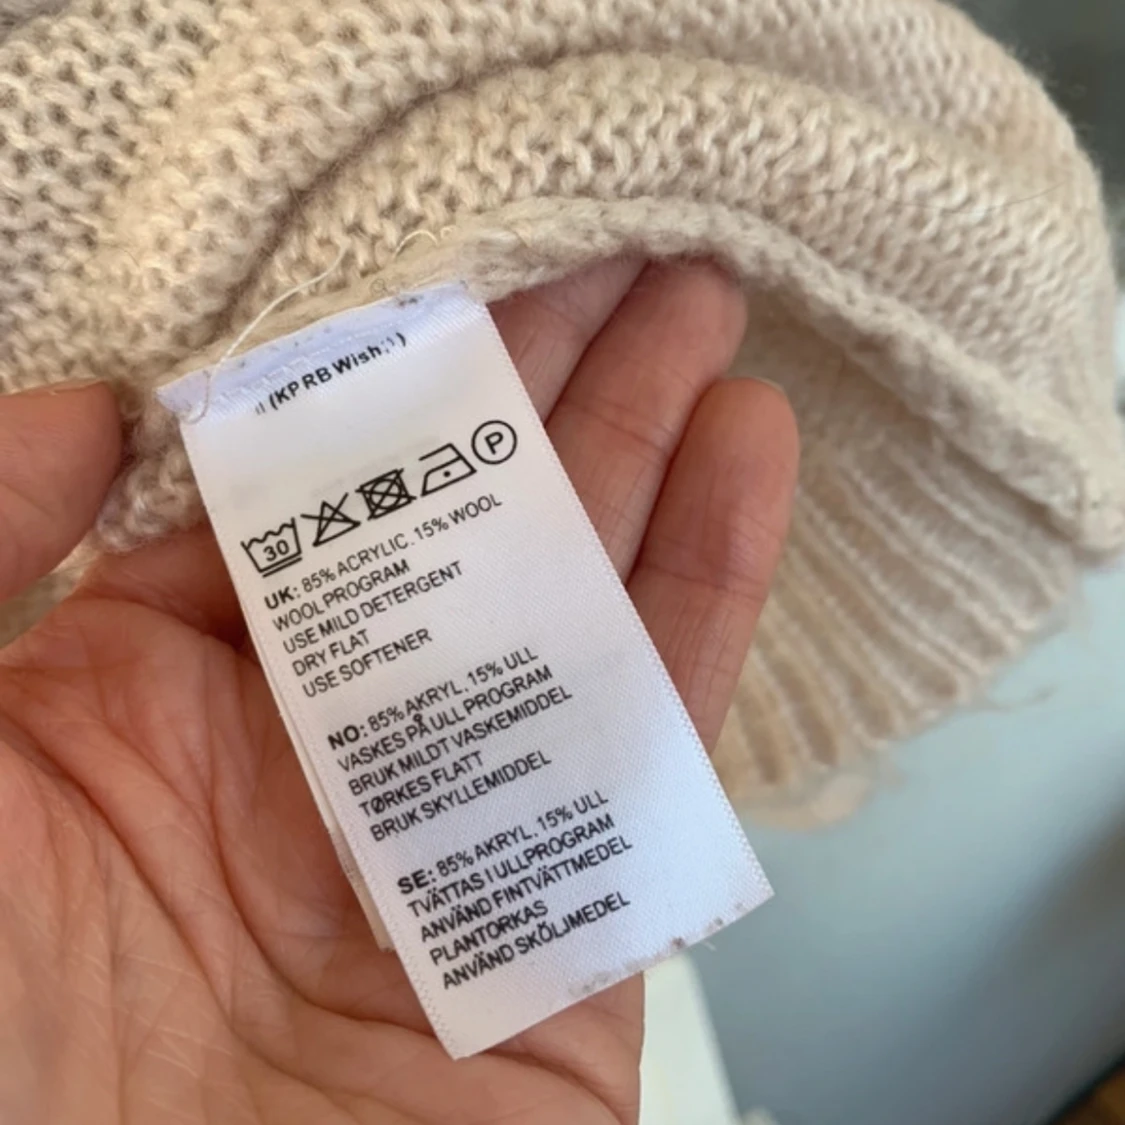 (KP RB Wish
30
P
UK: 85% ACRYLIC. 15% WOOL
WOOL PROGRAM
USE MILD DETERGENT
DRY FLAT
USE SOFTENER
NO: 85% AKRYL. 15% ULL
VASKES PÅ ULL PROGRAM
BRUK MILDT VASKEMIDDEL
TØRKES FLATT
BRUK SKYLLEMIDDEL
SE: 85% AKRYL. 15% ULL
TVÄTTAS I ULLPROGRAM
ANVÄND FINTVÄTTMEDEL
PLANTORKAS
ANVÄND SKÖLJMEDEL